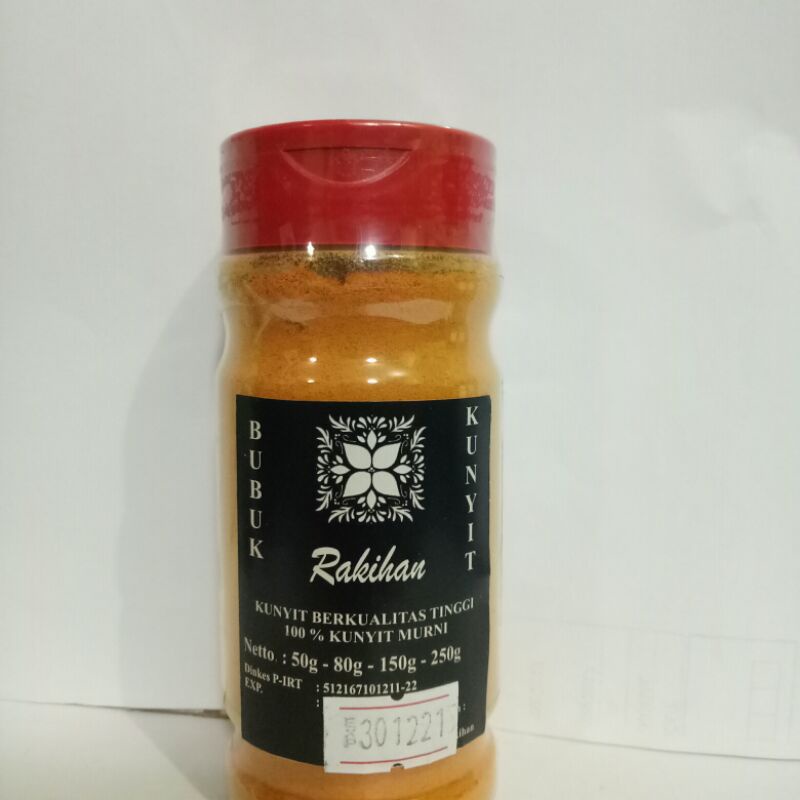 BUBUK
KUNYIT
Rakihan
KUNYIT BERKUALITAS TINGGI
100 % KUNYIT MURNI
Netto : 50g - 80g - 150g - 250g
Dinkes P-IRT : 512167101211-22
EXP. :
EXP 301221